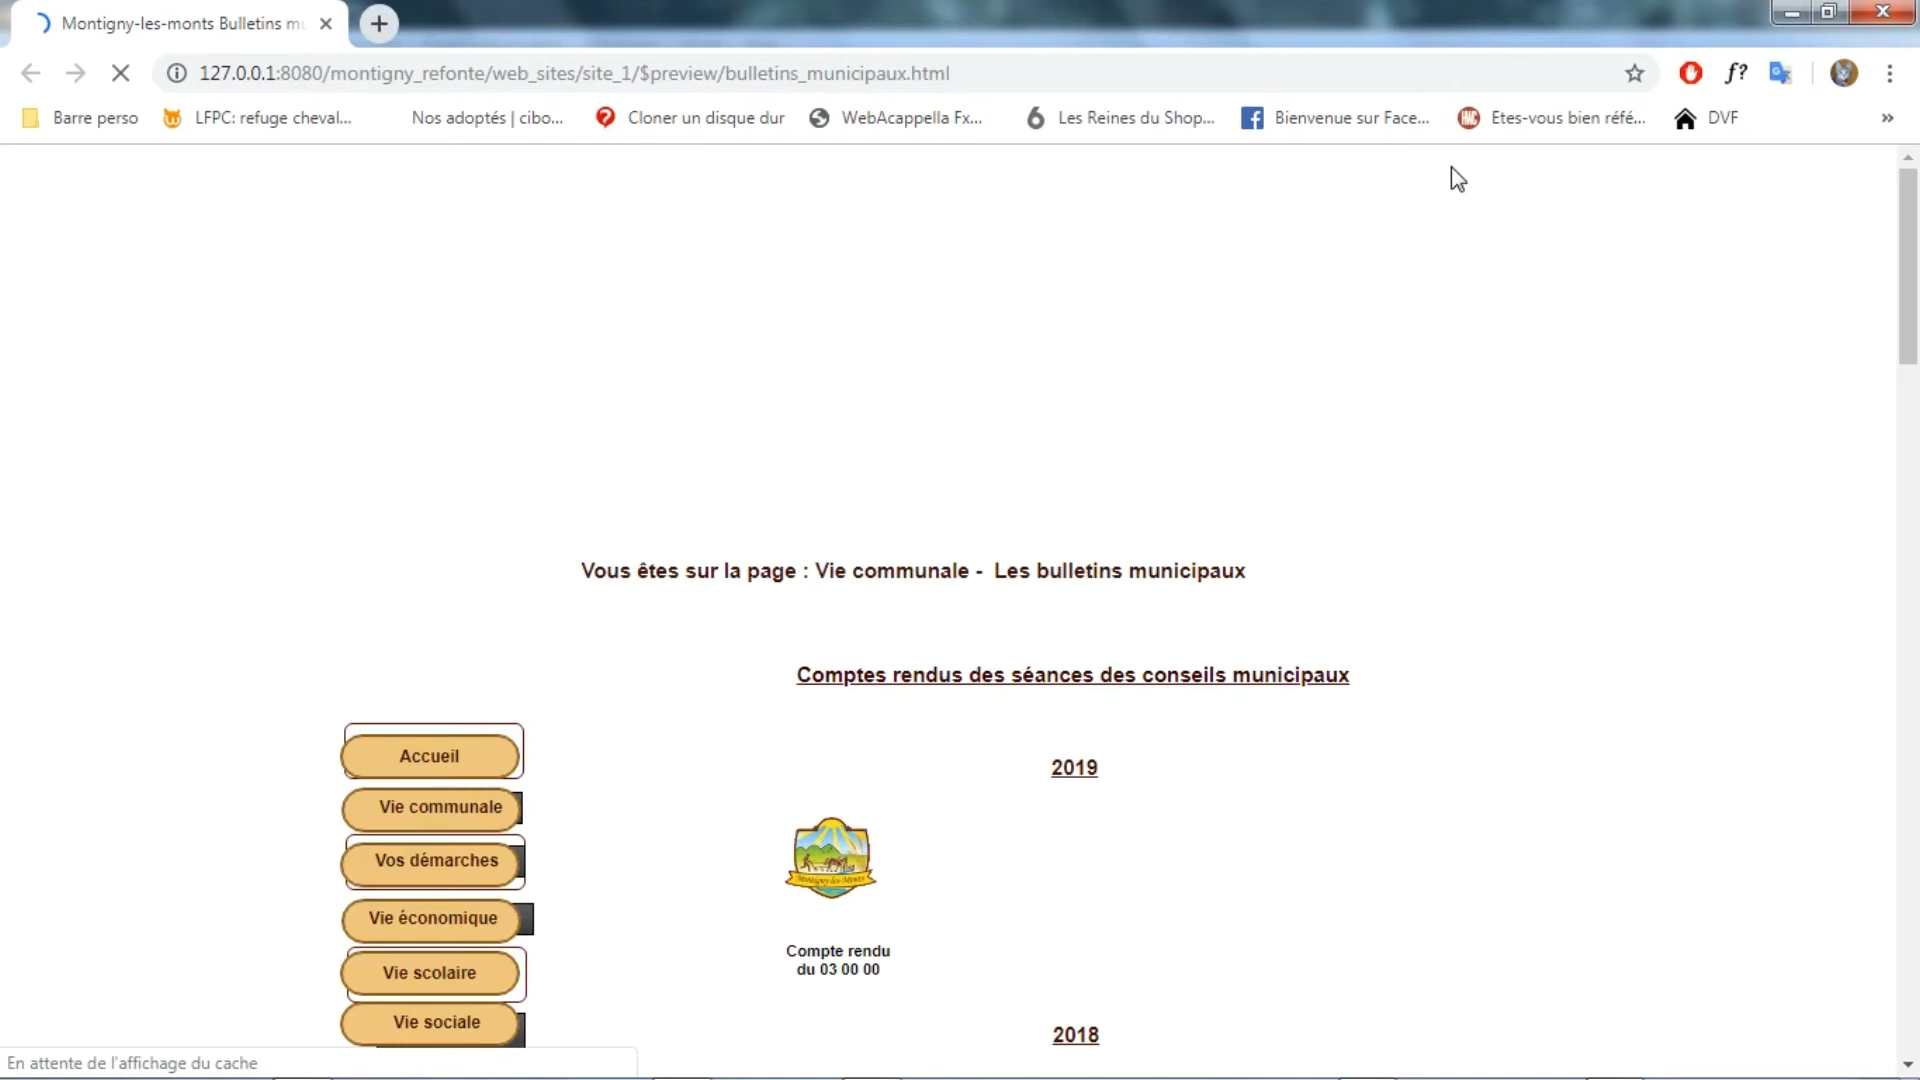 Montigny-les-monts Bulletins mu
127.0.0.1:8080/montigny_refonte/web_sites/site_1/$preview/bulletins_municipaux.html
f?
Barre perso
LFPC: refuge cheval...
Nos adoptés | cibo...
Cloner un disque dur
WebAcappella Fx...
Les Reines du Shop...
Bienvenue sur Face...
Etes-vous bien réfé...
DVF
»
Vous êtes sur la page : Vie communale - Les bulletins municipaux
Comptes rendus des séances des conseils municipaux
Accueil
Vie communale
Vos démarches
Vie économique
Vie scolaire
Vie sociale
2019
Montigny-les-Monts
Compte rendu
du 03 00 00
2018
En attente de l'affichage du cache